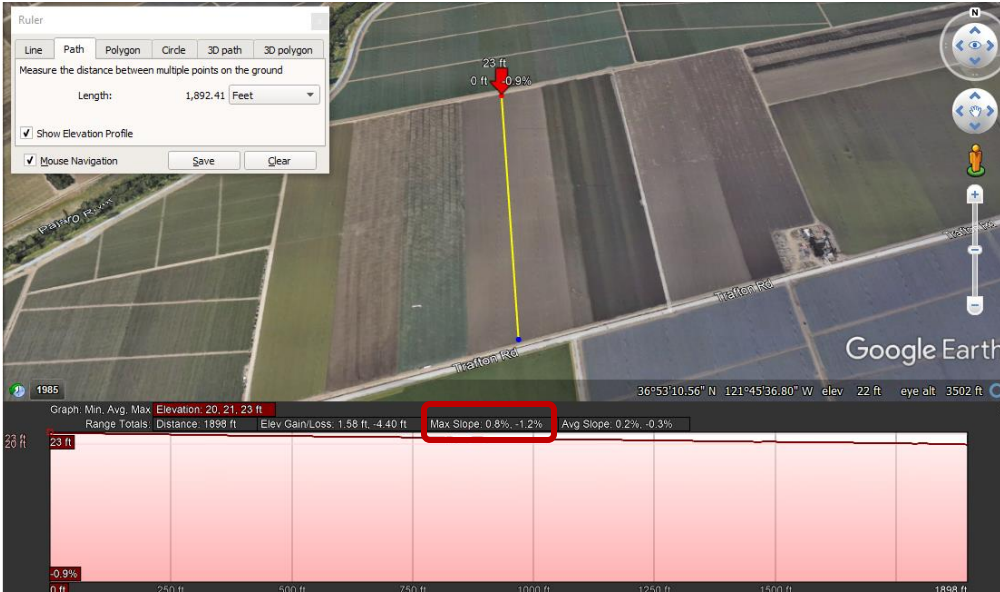 Ruler
Line Path Polygon Circle 3D path 3D polygon
Measure the distance between multiple points on the ground
Length: 1,892.41 Feet
Show Elevation Profile
Mouse Navigation Save Clear
N
23 ft
0 ft -0.9%
Pajaro River
Trafton Rd
Trafton Rd
Trafton Rd
Google Earth
1985
36°53'10.56" N 121°45'36.80" W elev 22 ft eye alt 3502 ft
Graph: Min, Avg, Max Elevation: 20, 21, 23 ft
Range Totals: Distance: 1898 ft Elev Gain/Loss: 1.58 ft, -4.40 ft Max Slope: 0.8%, -1.2% Avg Slope: 0.2%, -0.3%
23 ft
20 ft
23 ft
-0.9%
0 ft 250 ft 500 ft 750 ft 1000 ft 1250 ft 1500 ft 1898 ft